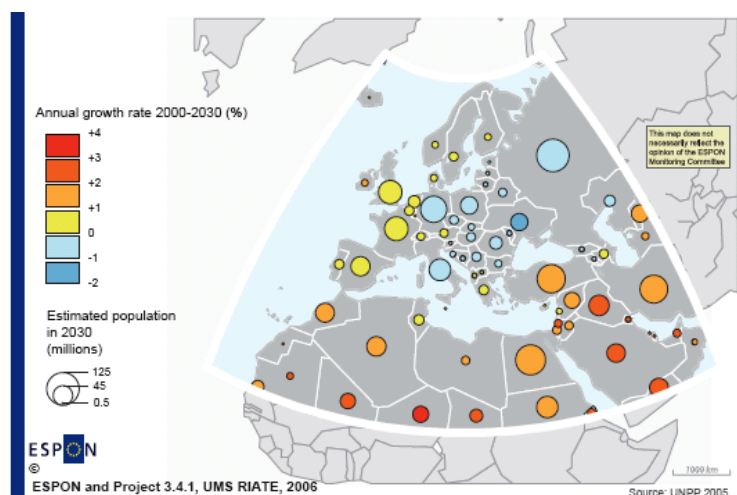 Annual growth rate 2000-2030 (%)
+4
+3
+2
+1
0
-1
-2
Estimated population
in 2030
(millions)
125
45
0.5
This map does not
necessarily reflect the
opinion of the ESPON
Monitoring Committee
1000 km
ESPON
©
ESPON and Project 3.4.1, UMS RIATE, 2006
Source: UNPP 2005